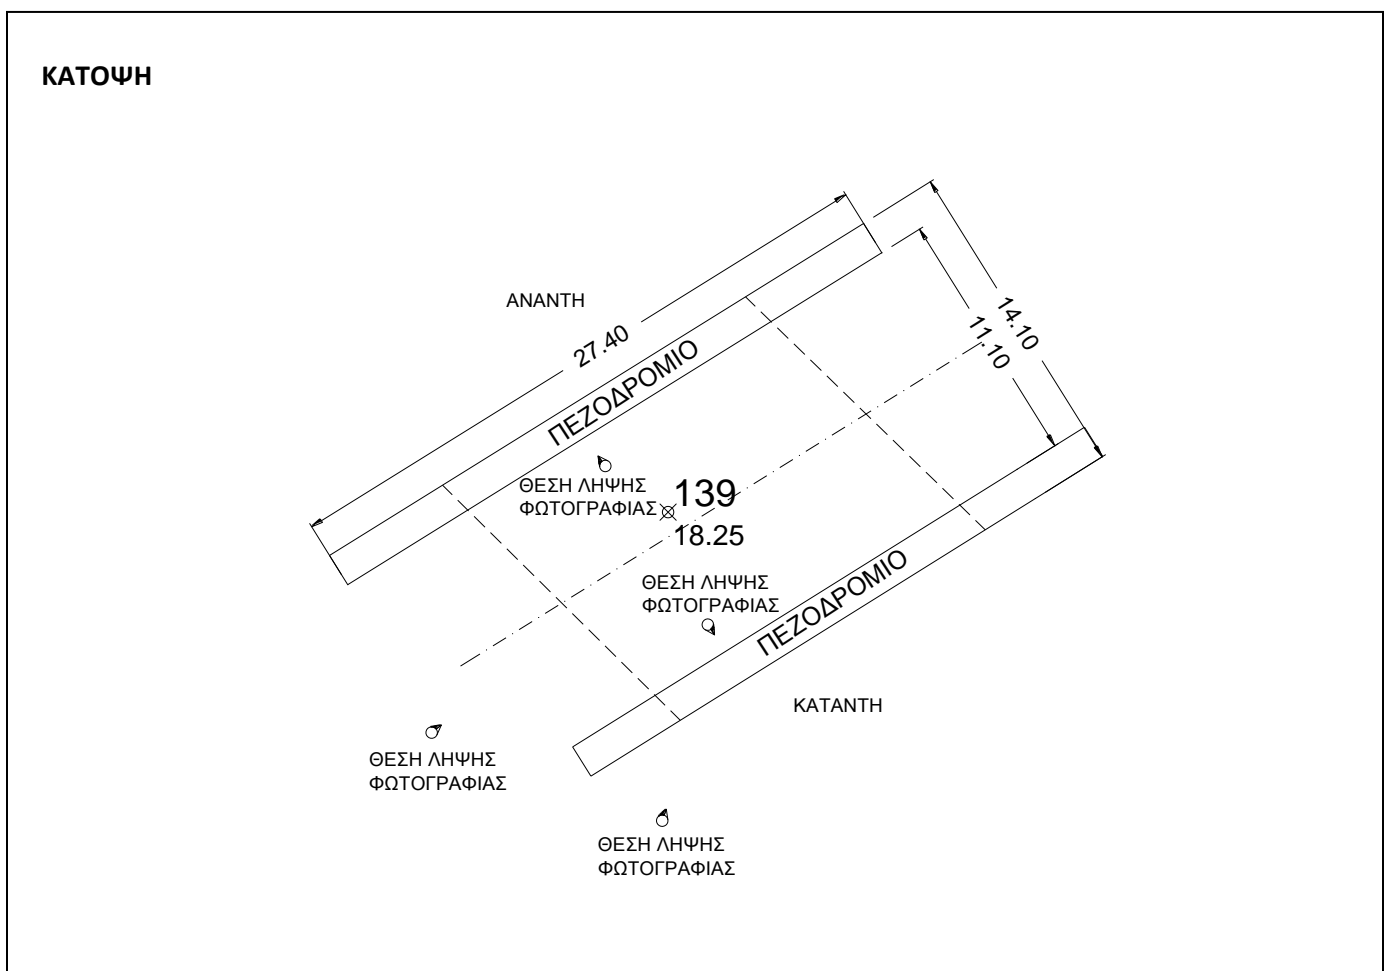 ΚΑΤΟΨΗ
ΑΝΑΝΤΗ
27.40
14.10
11.10
ΠΕΖΟΔΡΟΜΙΟ
ΘΕΣΗ ΛΗΨΗΣ
ΦΩΤΟΓΡΑΦΙΑΣ
139
18.25
ΘΕΣΗ ΛΗΨΗΣ
ΦΩΤΟΓΡΑΦΙΑΣ
ΠΕΖΟΔΡΟΜΙΟ
ΚΑΤΑΝΤΗ
ΘΕΣΗ ΛΗΨΗΣ
ΦΩΤΟΓΡΑΦΙΑΣ
ΘΕΣΗ ΛΗΨΗΣ
ΦΩΤΟΓΡΑΦΙΑΣ